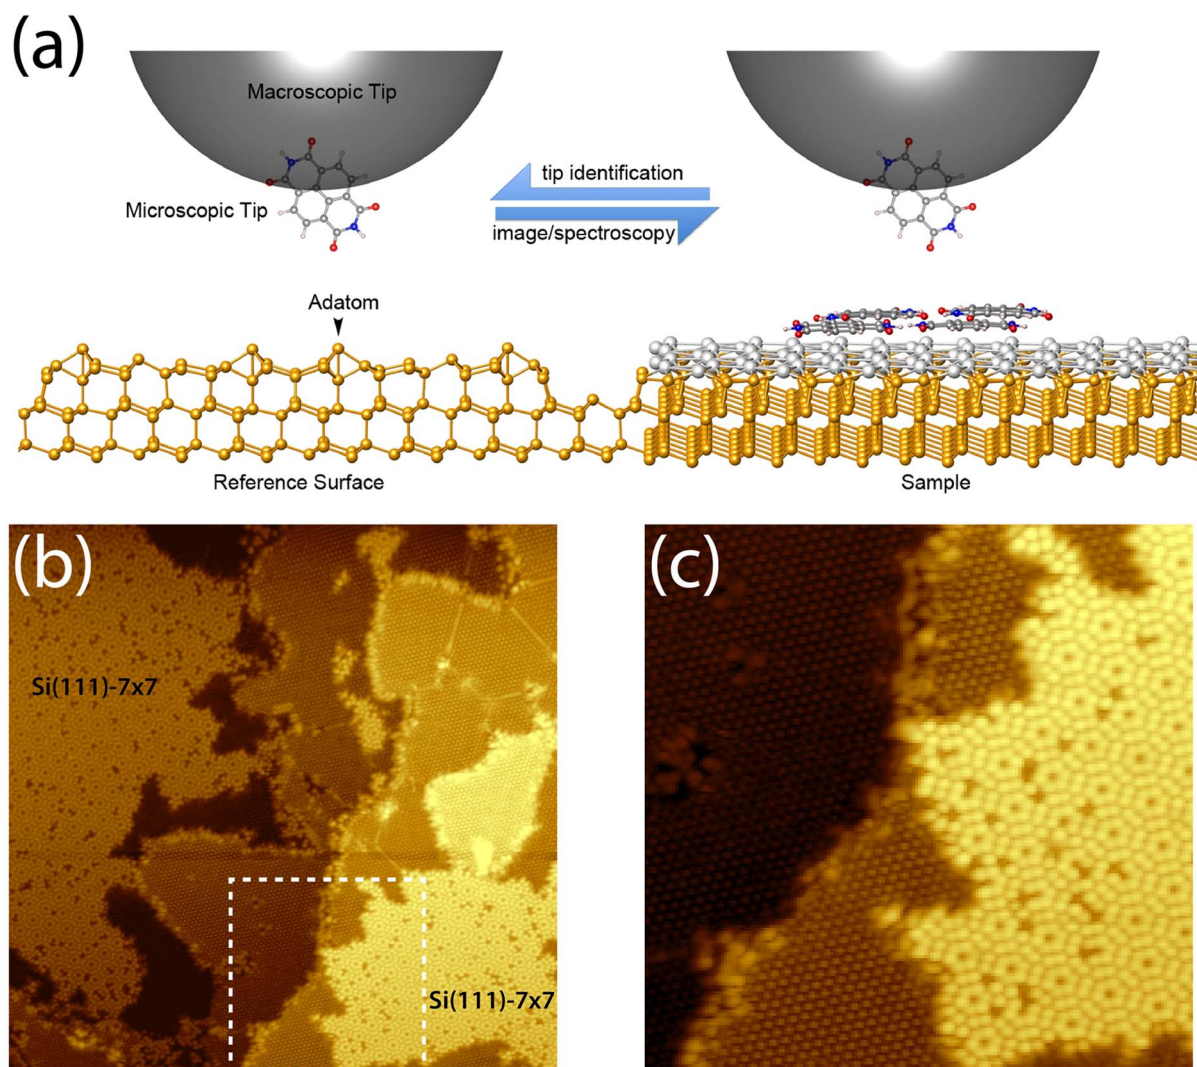 (a)
Macroscopic Tip
tip identification
Microscopic Tip
image/spectroscopy
Adatom
Reference Surface
Sample
(b)
(c)
Si(111)-7x7
Si(111)-7x7